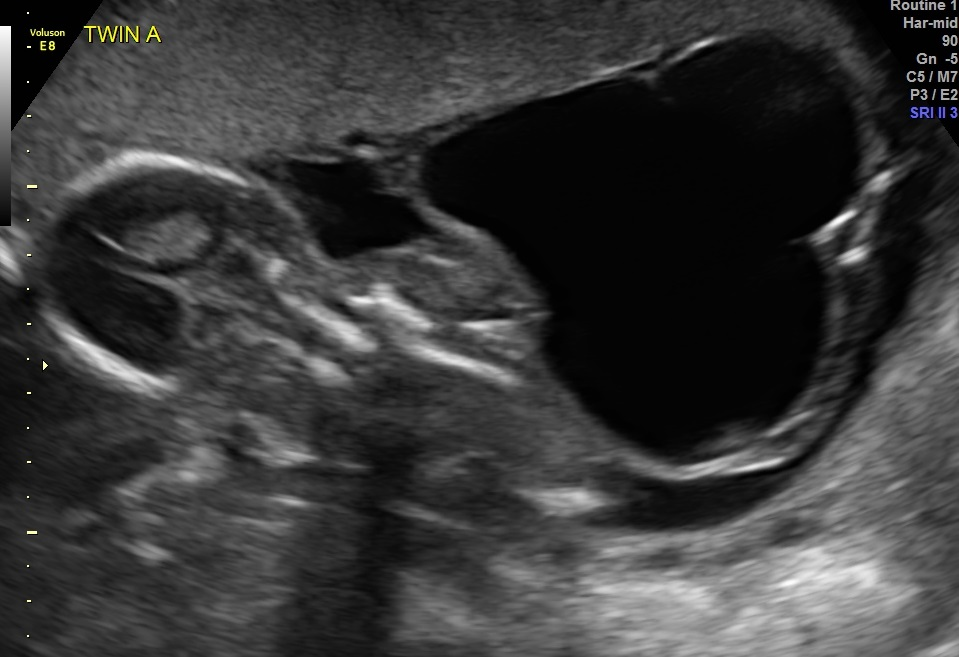 Voluson
E8
TWIN A
Routine 1
Har-mid
90
Gn -5
C5 / M7
P3 / E2
SRI II 3